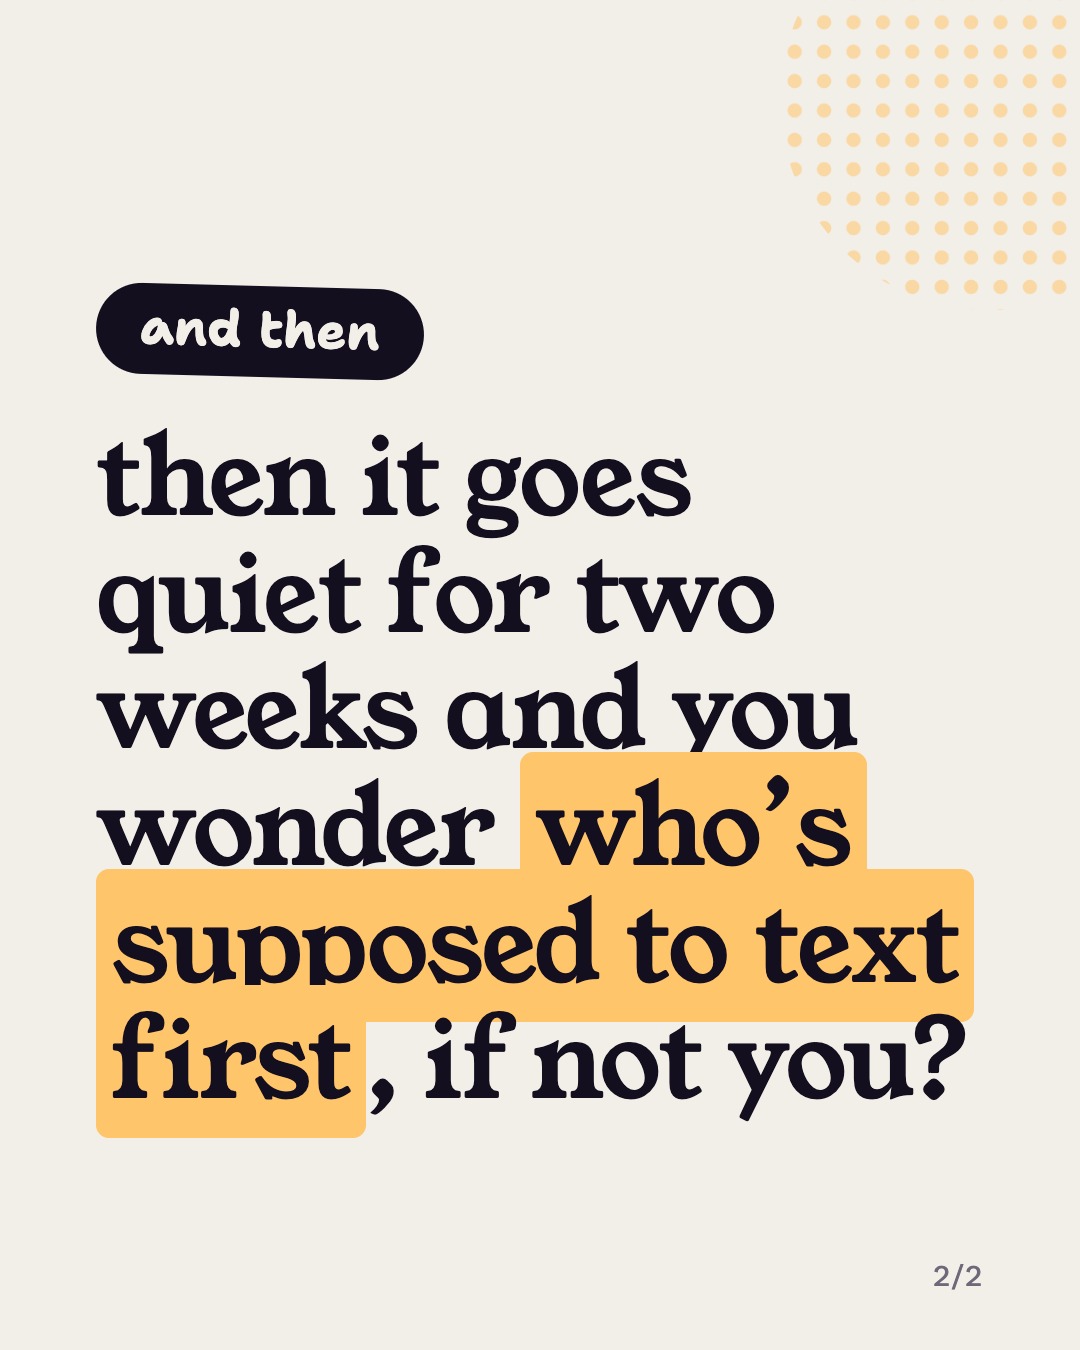 and then
then it goes
quiet for two
weeks and you
wonder who’s
supposed to text
first, if not you?
2/2